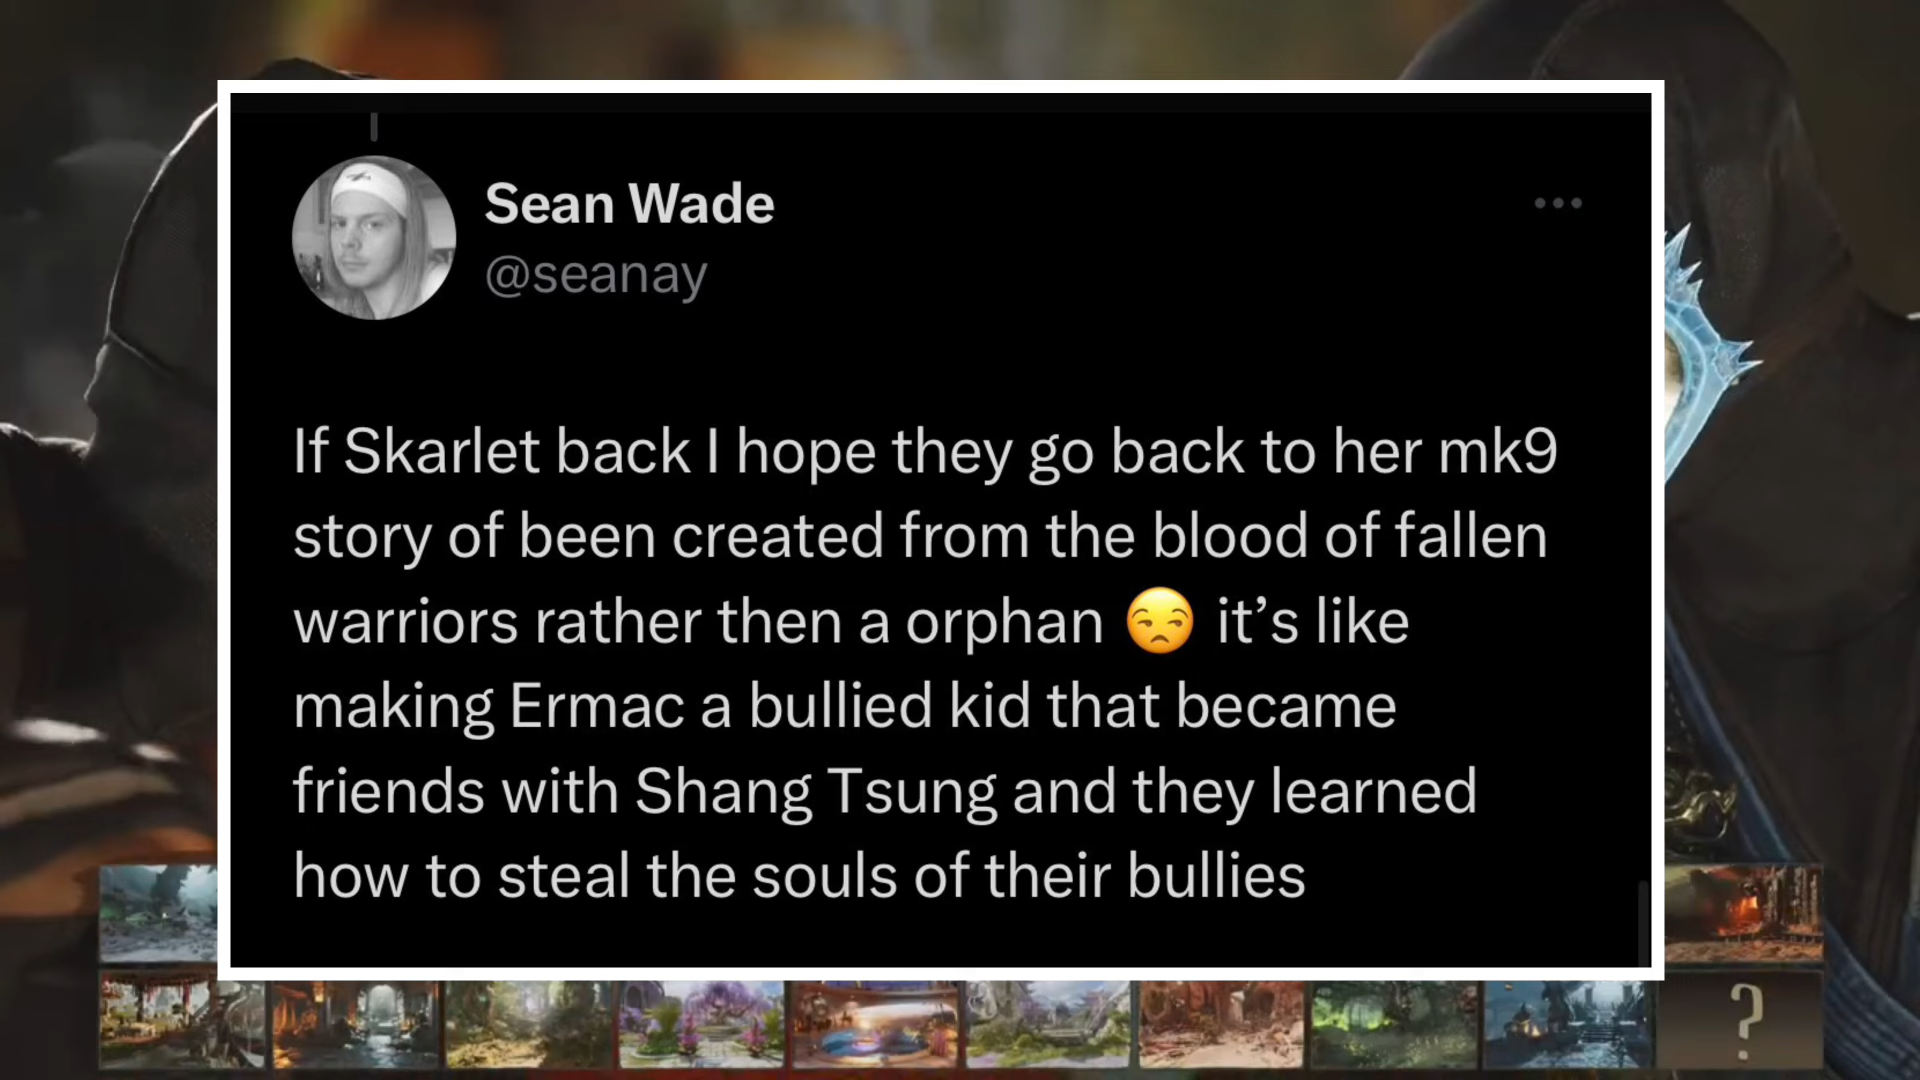 Sean Wade
@seanay
If Skarlet back I hope they go back to her mk9
story of been created from the blood of fallen
warriors rather then a orphan 😒 it’s like
making Ermac a bullied kid that became
friends with Shang Tsung and they learned
how to steal the souls of their bullies
?